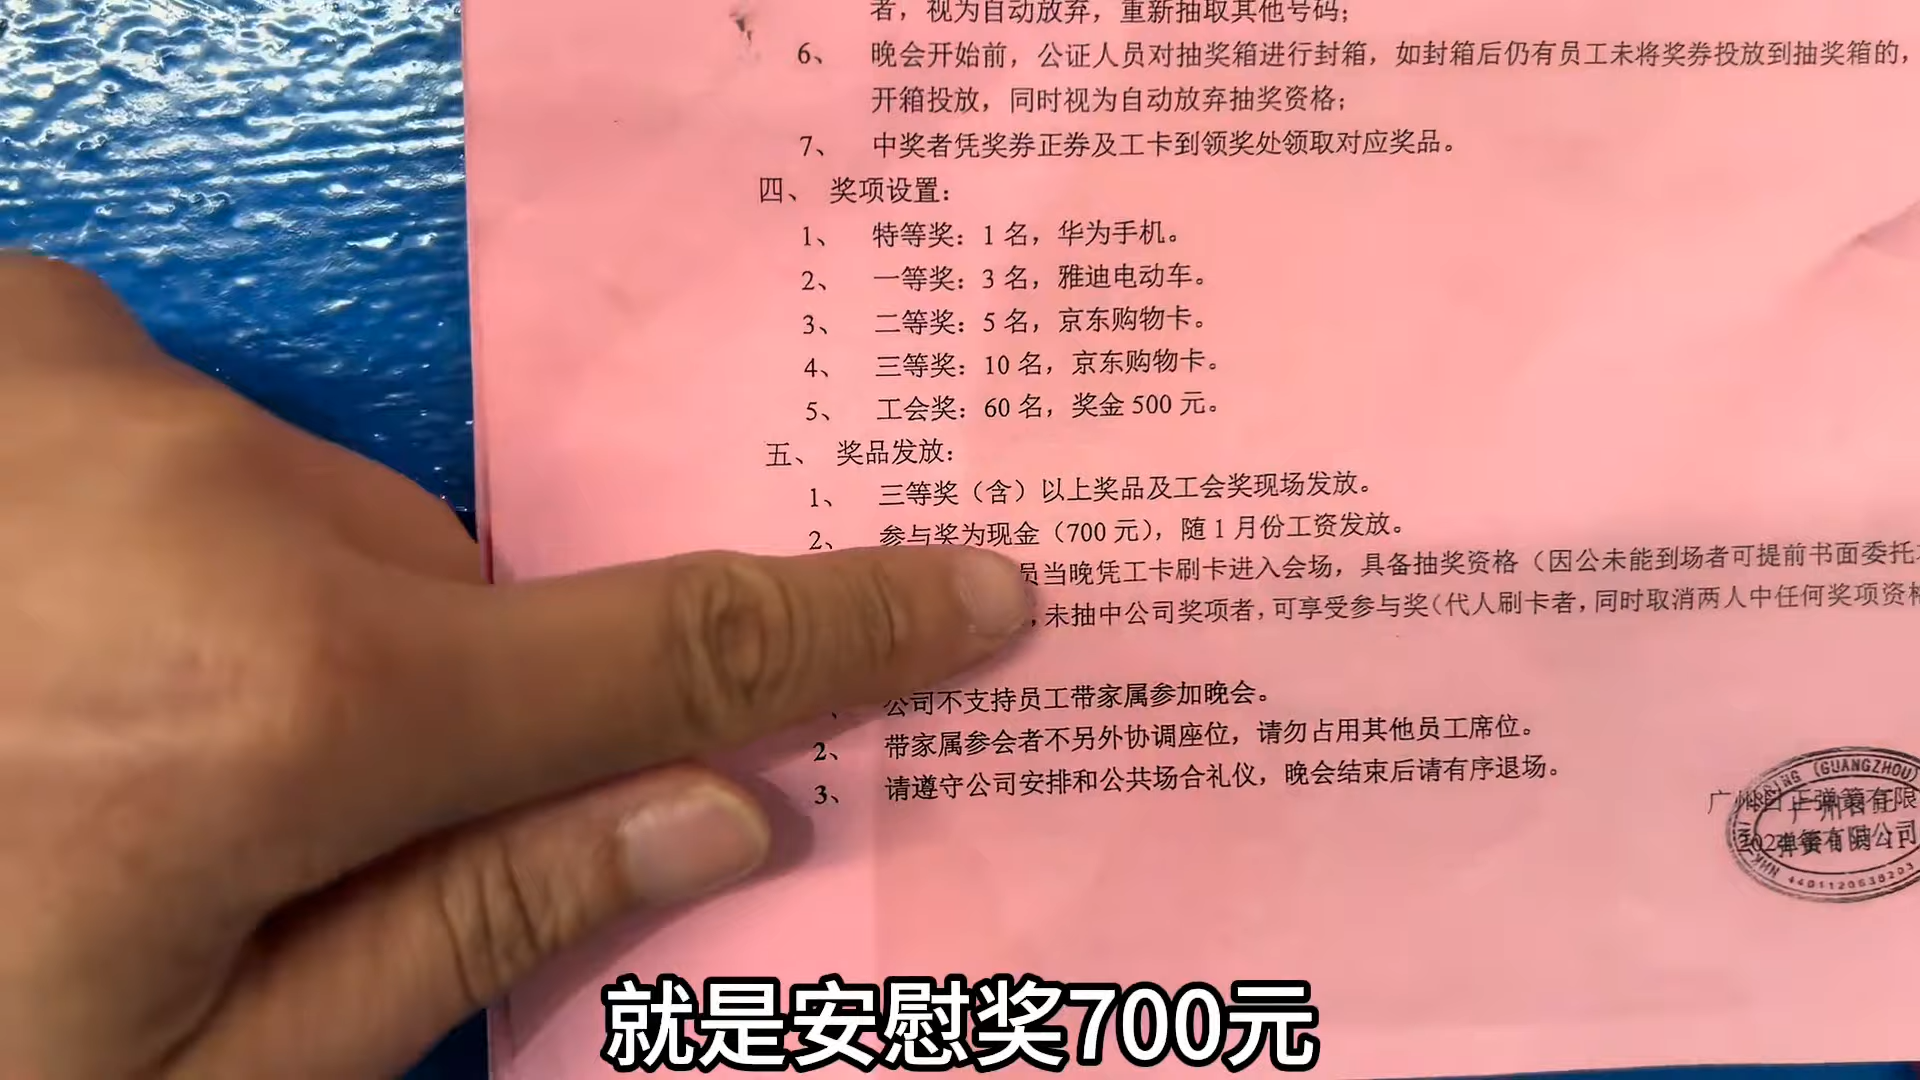 者，视为自动放弃，重新抽取其他号码；
6、 晚会开始前，公证人员对抽奖箱进行封箱，如封箱后仍有员工未将奖券投放到抽奖箱的，
开箱投放，同时视为自动放弃抽奖资格；
7、 中奖者凭奖券正券及工卡到领奖处领取对应奖品。
四、 奖项设置：
1、 特等奖：1 名，华为手机。
2、 一等奖：3 名，雅迪电动车。
3、 二等奖：5 名，京东购物卡。
4、 三等奖：10 名，京东购物卡。
5、 工会奖：60 名，奖金 500 元。
五、 奖品发放：
1、 三等奖（含）以上奖品及工会奖现场发放。
2、 参与奖为现金（700 元），随 1 月份工资发放。
员当晚凭工卡刷卡进入会场，具备抽奖资格（因公未能到场者可提前书面委托
，未抽中公司奖项者，可享受参与奖（代人刷卡者，同时取消两人中任何奖项资格
、 公司不支持员工带家属参加晚会。
2、 带家属参会者不另外协调座位，请勿占用其他员工席位。
3、 请遵守公司安排和公共场合礼仪，晚会结束后请有序退场。
(GUANGZHOU)
弹簧有限公司
4401120638203
就是安慰奖700元